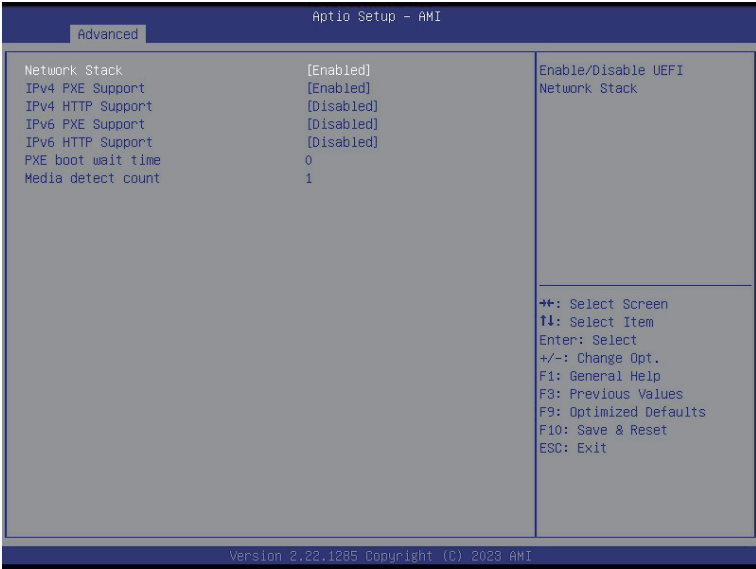 Aptio Setup – AMI
Advanced
Network Stack [Enabled]
IPv4 PXE Support [Enabled]
IPv4 HTTP Support [Disabled]
IPv6 PXE Support [Disabled]
IPv6 HTTP Support [Disabled]
PXE boot wait time 0
Media detect count 1
Enable/Disable UEFI
Network Stack
→←: Select Screen
↑↓: Select Item
Enter: Select
+/-: Change Opt.
F1: General Help
F3: Previous Values
F9: Optimized Defaults
F10: Save & Reset
ESC: Exit
Version 2.22.1285 Copyright (C) 2023 AMI